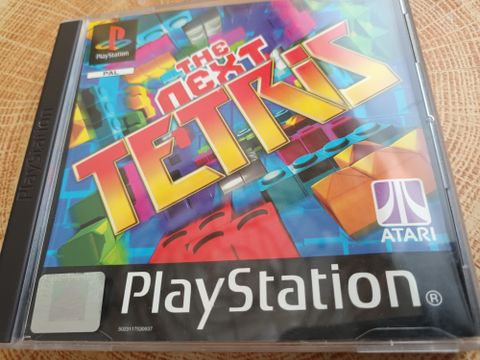 PlayStation
PAL
THE
NEXT
TETRIS
PlayStation
ATARI
PlayStation®